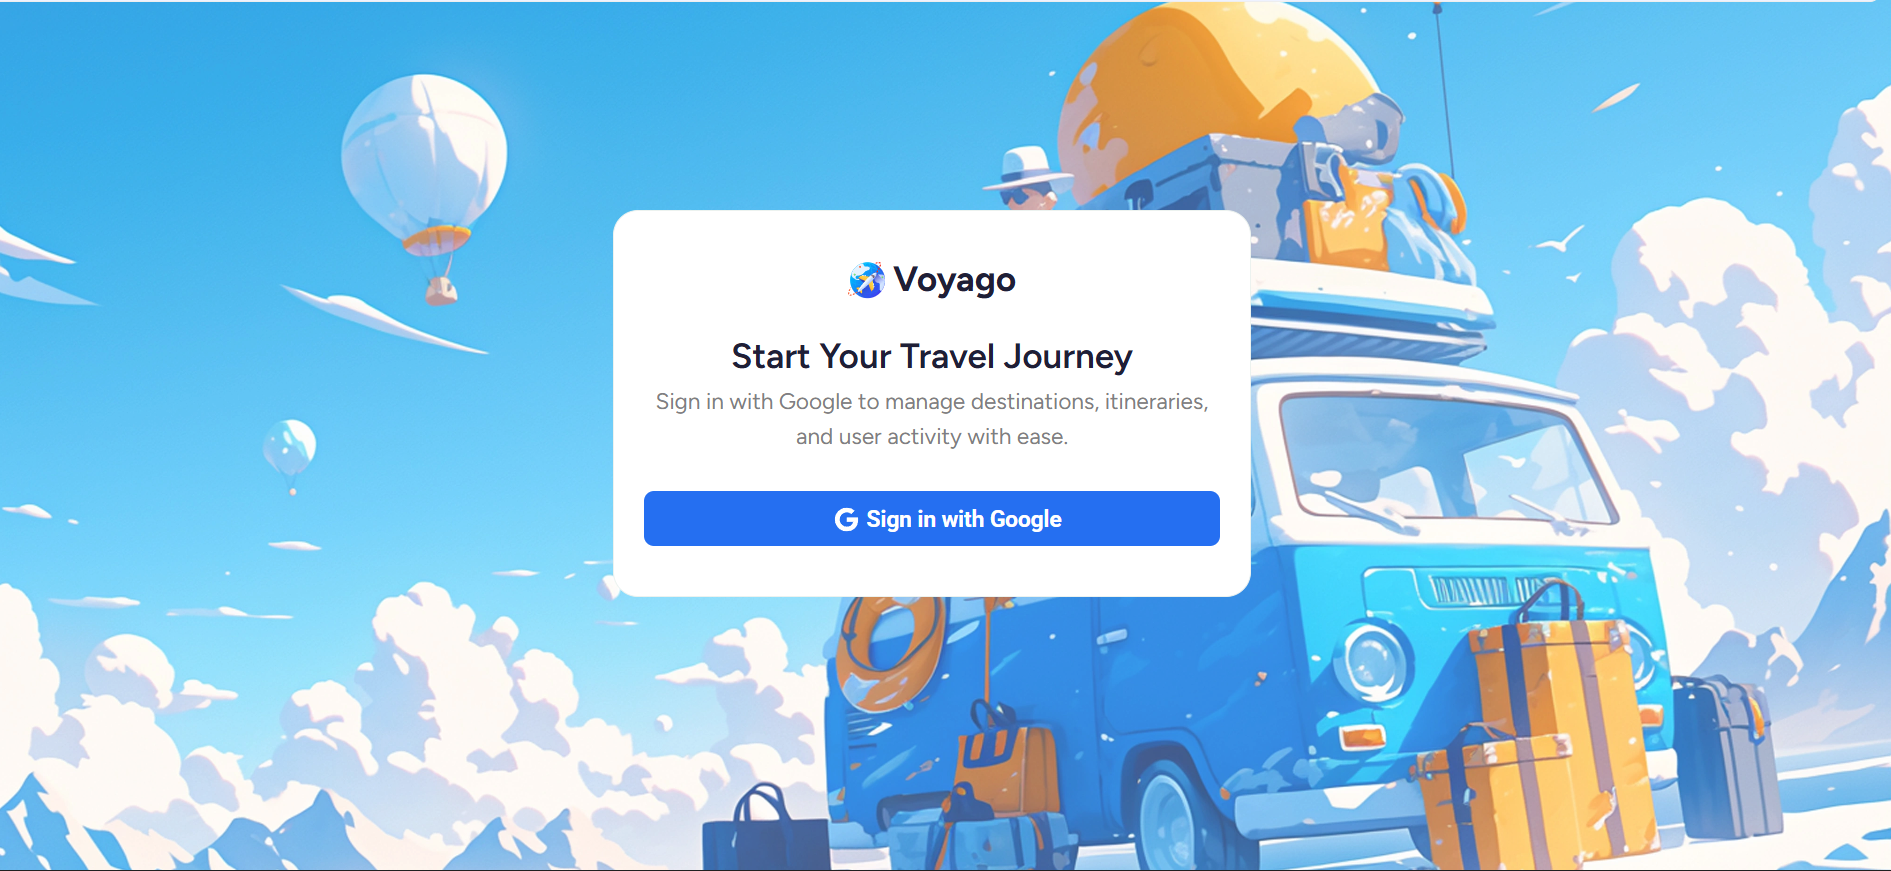 Voyago
Start Your Travel Journey
Sign in with Google to manage destinations, itineraries,
and user activity with ease.
Sign in with Google